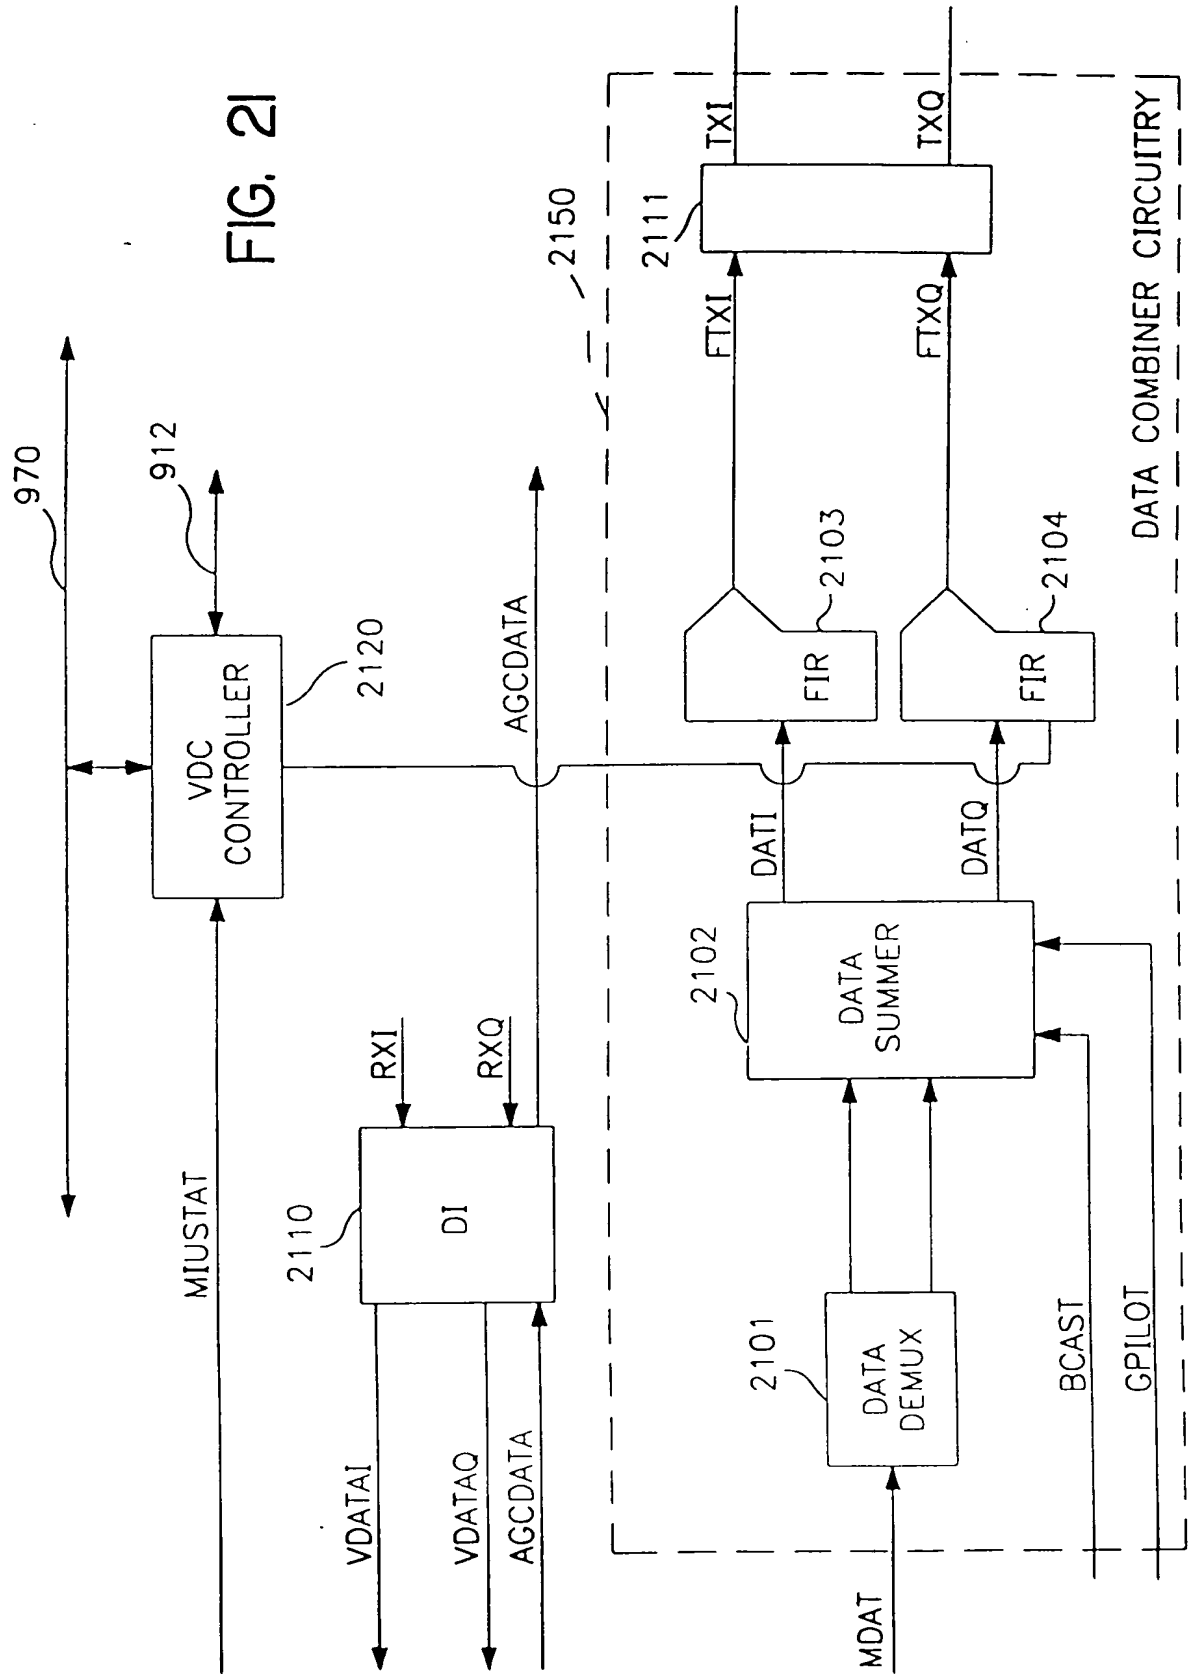 970
912
VDC
CONTROLLER
2120
MIUSTAT
FIG. 21
VDATAI
VDATAQ
AGCDATA
2110
DI
RXI
RXQ
AGCDATA
2150
MDAT
2101
DATA
DEMUX
2102
DATA
SUMMER
BCAST
GPILOT
DATI
DATQ
FIR
2103
FIR
2104
FTXI
FTXQ
2111
TXI
TXQ
DATA COMBINER CIRCUITRY